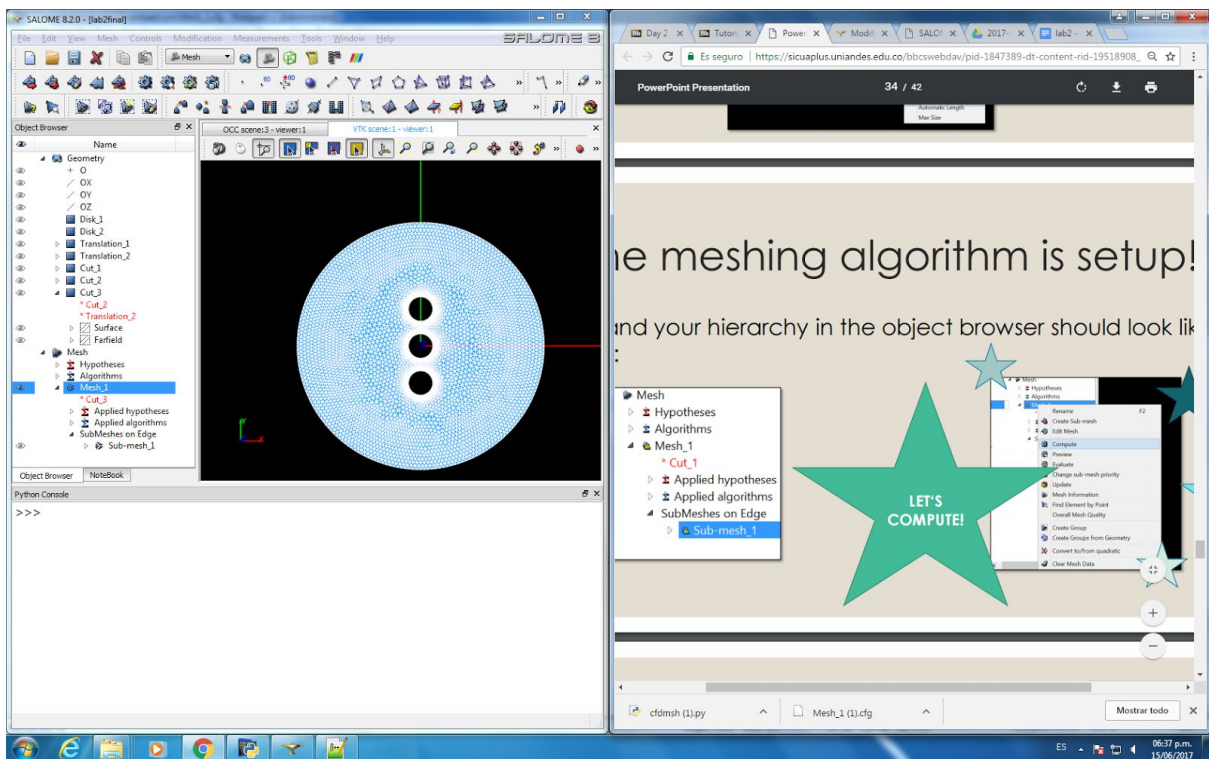 SALOME 8.2.0 - [lab2final]
File Edit View Mesh Controls Modification Measurements Tools Window Help
SALOME 8
Mesh
Object Browser
OCC scene:3 - viewer:1
VTK scene:1 - viewer:1
Name
Geometry
O
OX
OY
OZ
Disk_1
Disk_2
Translation_1
Translation_2
Cut_1
Cut_2
Cut_3
* Cut_2
* Translation_2
Surface
Farfield
Mesh
Hypotheses
Algorithms
Mesh_1
* Cut_3
Applied hypotheses
Applied algorithms
SubMeshes on Edge
Sub-mesh_1
Object Browser
NoteBook
Python Console
>>>
Day 2
Tutori
Power
Modif
2017-
lab2 -
Es seguro
https://sicuaplus.uniandes.edu.co/bbcswebdav/pid-1847389-dt-content-rid-19518908_
PowerPoint Presentation
34 / 42
Automatic Length
Max Size
ne meshing algorithm is setup!
and your hierarchy in the object browser should look lik
:
Mesh
Hypotheses
Algorithms
Mesh_1
* Cut_1
Applied hypotheses
Applied algorithms
SubMeshes on Edge
Sub-mesh_1
LET'S
COMPUTE!
Mesh
Hypotheses
Algorithms
Rename F2
Create Sub-mesh
Edit Mesh
Compute
Preview
Evaluate
Change sub-mesh priority
Update
Mesh Information
Find Element by Point
Overall Mesh Quality
Create Group
Create Groups from Geometry
Convert to/from quadratic
Clear Mesh Data
cfdmsh (1).py
Mesh_1 (1).cfg
Mostrar todo
ES
06:37 p.m.
15/06/2017